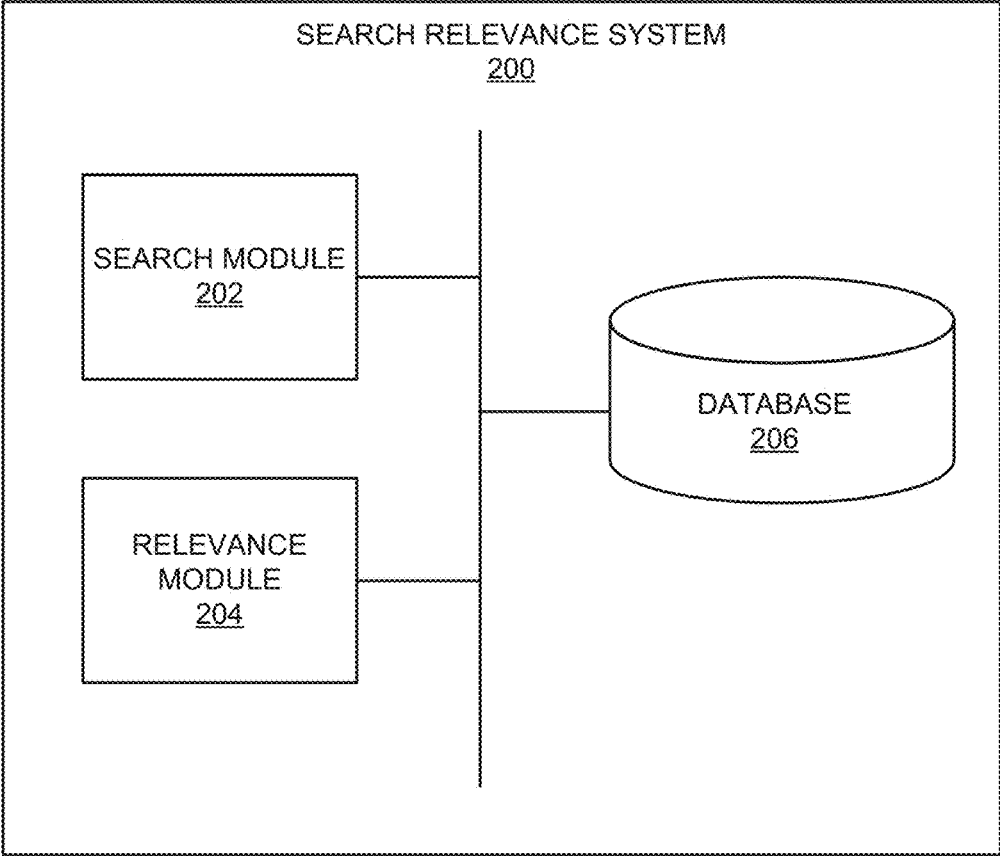 SEARCH RELEVANCE SYSTEM
200
SEARCH MODULE
202
DATABASE
206
RELEVANCE
MODULE
204